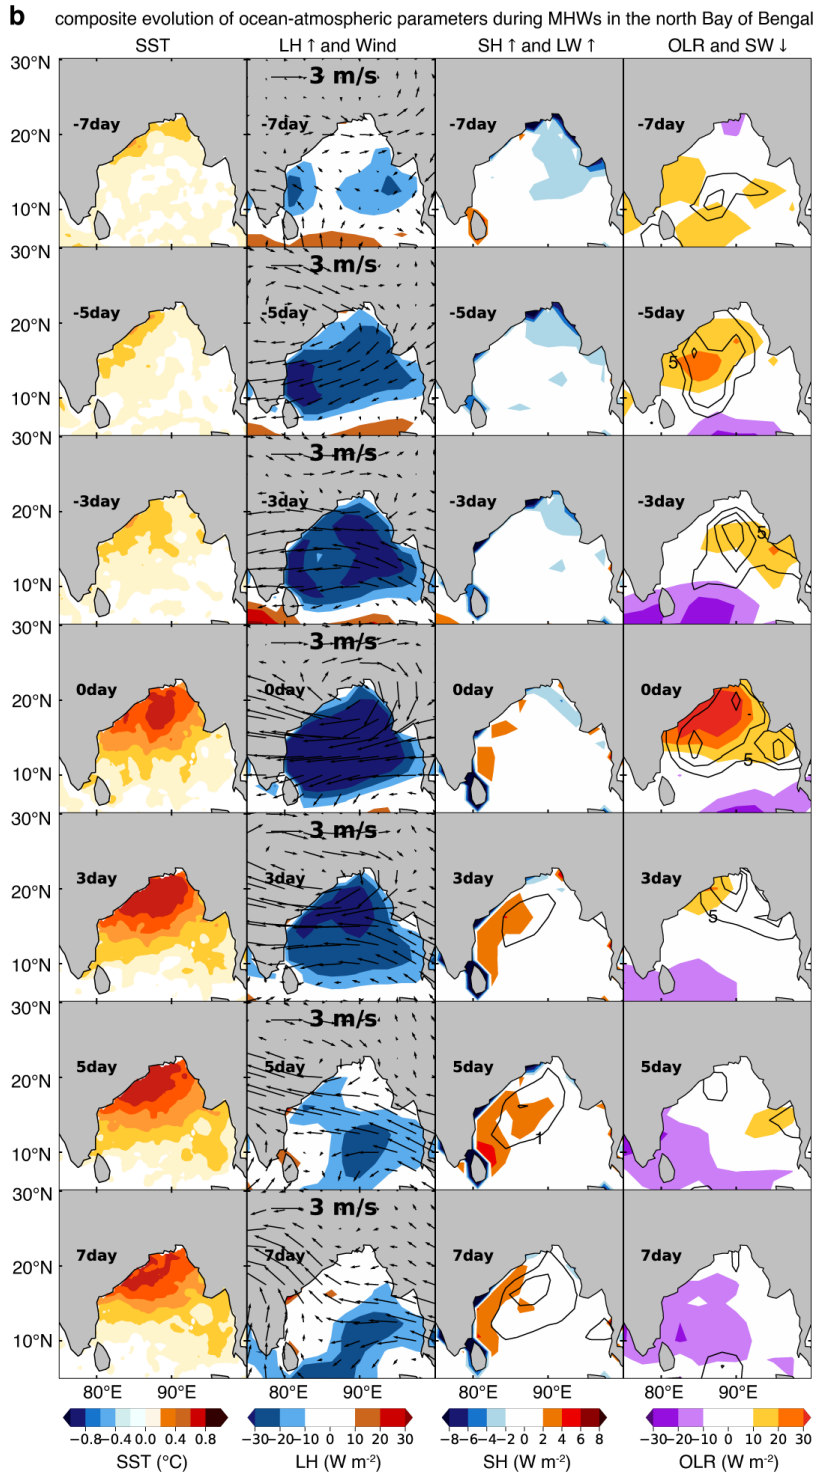 b composite evolution of ocean-atmospheric parameters during MHWs in the north Bay of Bengal
SST LH ↑ and Wind SH ↑ and LW ↑ OLR and SW ↓
30°N 3 m/s
-7day -7day -7day -7day
20°N
10°N
30°N 3 m/s
-5day -5day -5day -5day
20°N
5
10°N
30°N 3 m/s
-3day -3day -3day -3day
20°N
5
10°N
30°N 3 m/s
0day 0day 0day 0day
20°N
5
10°N
30°N 3 m/s
3day 3day 3day 3day
20°N
5
10°N
30°N 3 m/s
5day 5day 5day 5day
20°N
1
10°N
30°N 3 m/s
7day 7day 7day 7day
20°N
10°N
80°E 90°E 80°E 90°E 80°E 90°E 80°E 90°E
−0.8 −0.4 0.0 0.4 0.8 −30 −20 −10 0 10 20 30 −8 −6 −4 −2 0 2 4 6 8 −30 −20 −10 0 10 20 30
SST (°C) LH (W m⁻²) SH (W m⁻²) OLR (W m⁻²)